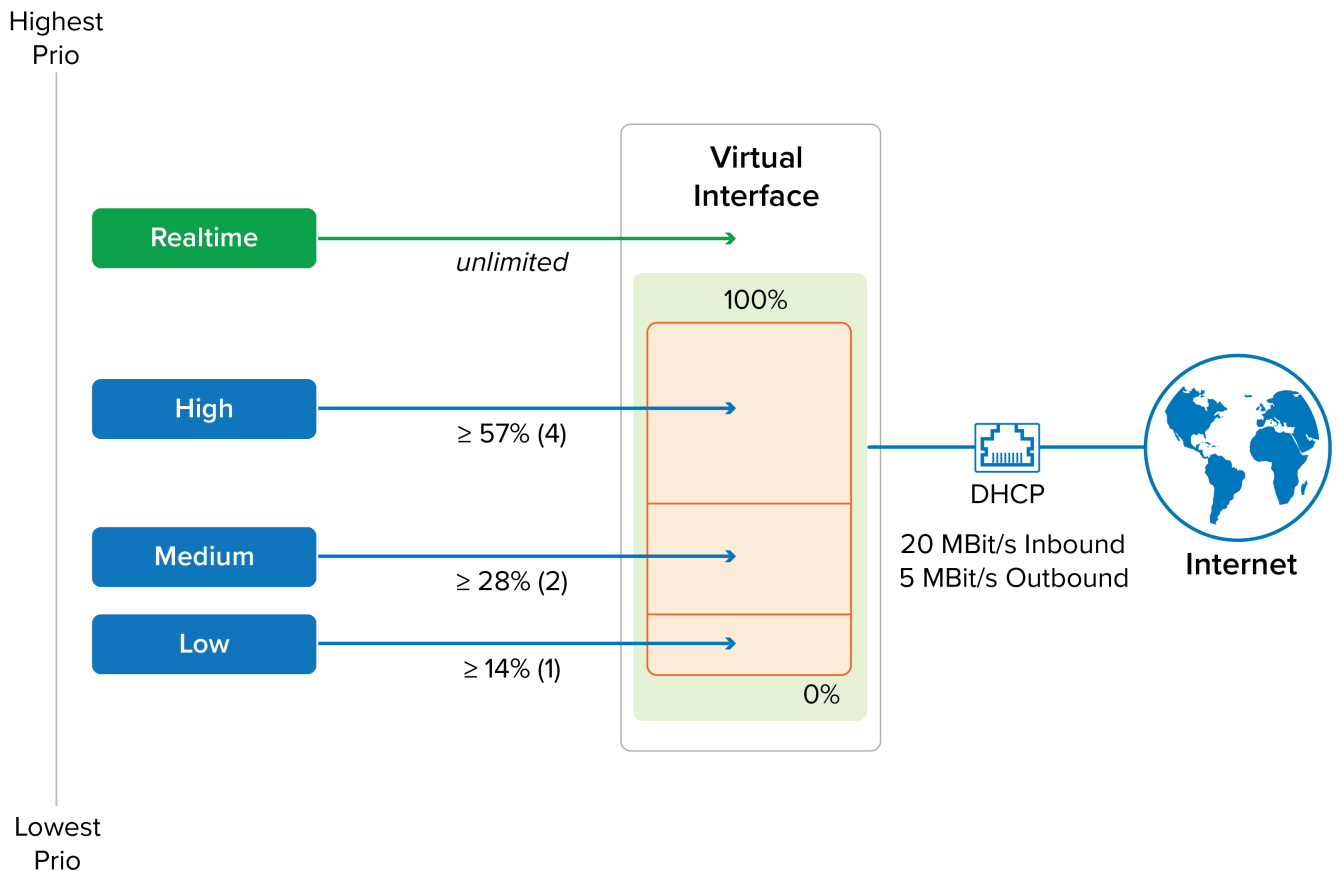 Highest
Prio
Virtual
Interface
Realtime
unlimited
100%
High
≥ 57% (4)
DHCP
20 MBit/s Inbound
5 MBit/s Outbound
Internet
Medium
≥ 28% (2)
Low
≥ 14% (1)
0%
Lowest
Prio